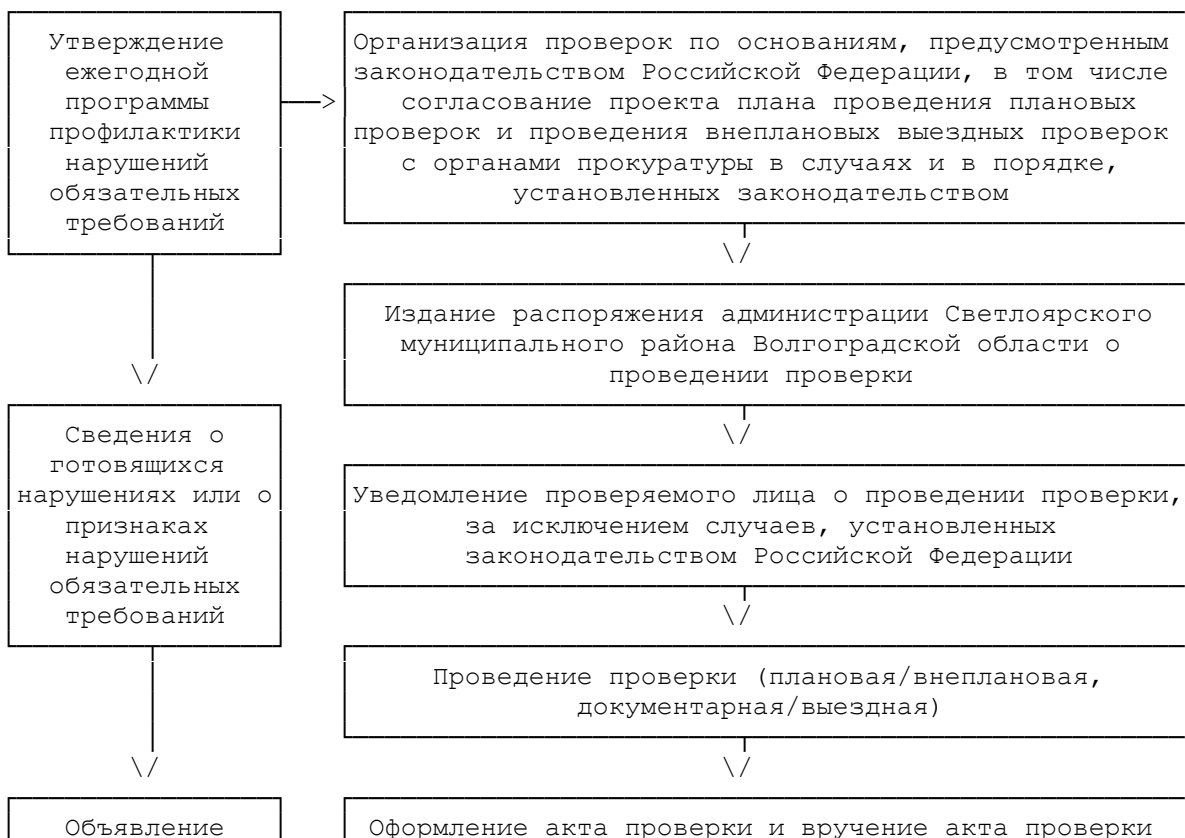 Утверждение
ежегодной
программы
профилактики
нарушений
обязательных
требований
Организация проверок по основаниям, предусмотренным
законодательством Российской Федерации, в том числе
согласование проекта плана проведения плановых
проверок и проведения внеплановых выездных проверок
с органами прокуратуры в случаях и в порядке,
установленных законодательством
Издание распоряжения администрации Светлоярского
муниципального района Волгоградской области о
проведении проверки
Сведения о
готовящихся
нарушениях или о
признаках
нарушений
обязательных
требований
Уведомление проверяемого лица о проведении проверки,
за исключением случаев, установленных
законодательством Российской Федерации
Проведение проверки (плановая/внеплановая,
документарная/выездная)
Объявление
Оформление акта проверки и вручение акта проверки